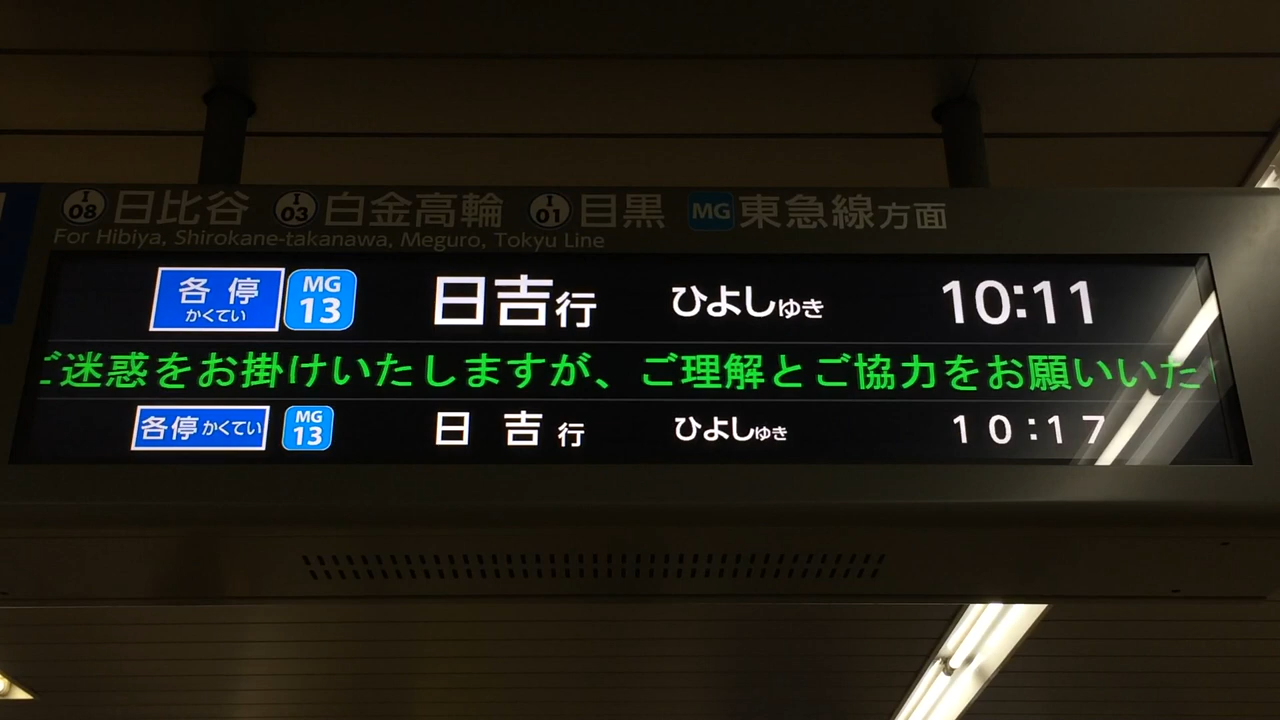 I 08 日比谷 I 03 白金高輪 I 01 目黒 MG 東急線方面
For Hibiya, Shirokane-takanawa, Meguro, Tokyu Line
各停 かくてい MG 13 日吉行 ひよしゆき 10:11
ご迷惑をお掛けいたしますが、ご理解とご協力をお願いいた
各停 かくてい MG 13 日吉行 ひよしゆき 10:17